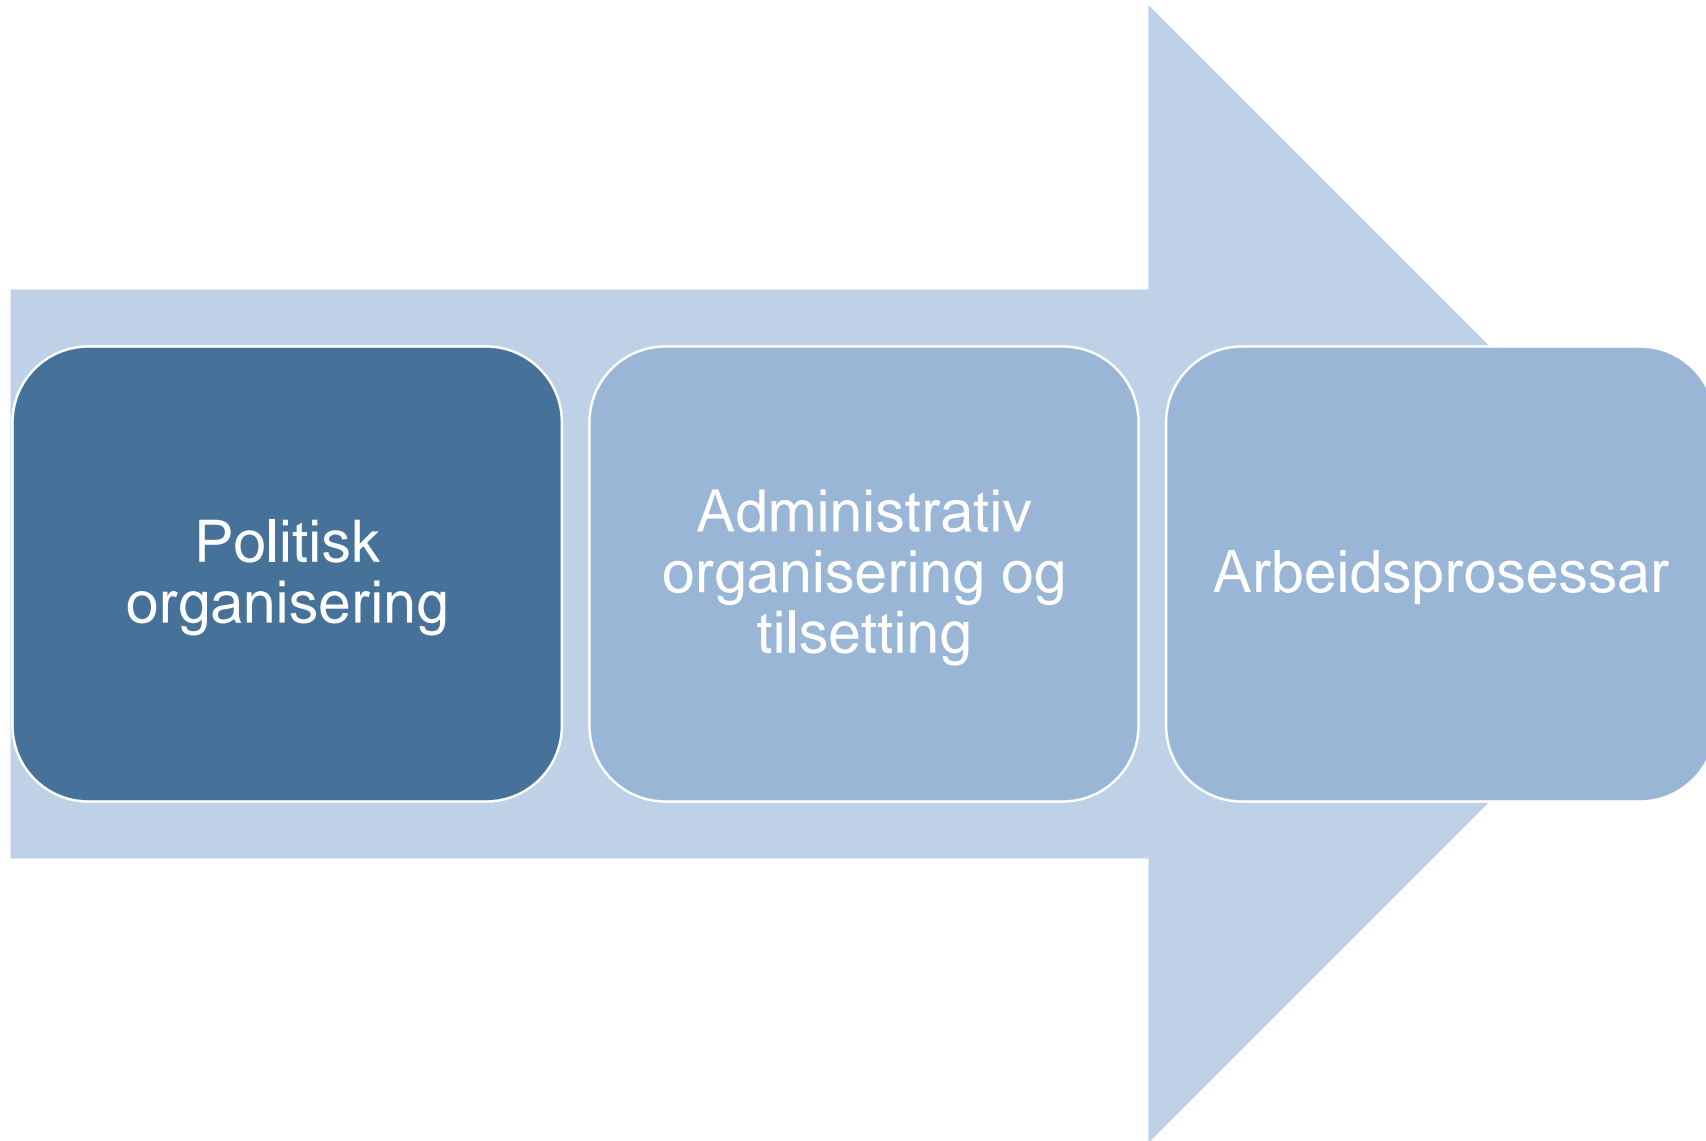 Politisk
organisering
Administrativ
organisering og
tilsetting
Arbeidsprosessar